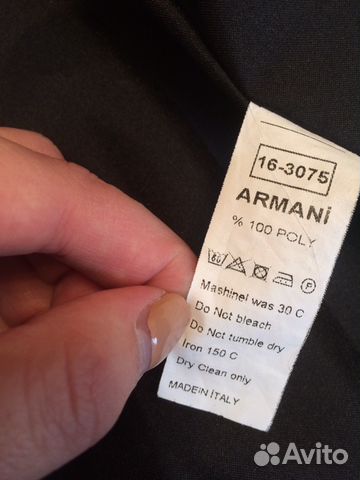 16-3075
ARMANİ
% 100 POLY
Mashinel was 30 C
Do Not bleach
Do Not tumble dry
Iron 150 C
Dry Clean only
MADEIN İTALY
Avito